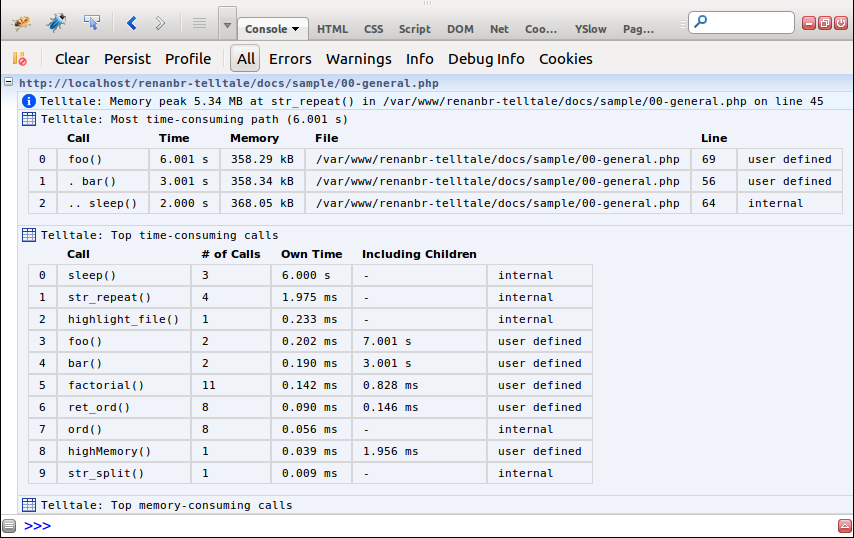 Console HTML CSS Script DOM Net Coo... YSlow Pag...
Clear Persist Profile All Errors Warnings Info Debug Info Cookies
http://localhost/renanbr-telltale/docs/sample/00-general.php
Telltale: Memory peak 5.34 MB at str_repeat() in /var/www/renanbr-telltale/docs/sample/00-general.php on line 45
Telltale: Most time-consuming path (6.001 s)
Call Time Memory File Line
0 foo() 6.001 s 358.29 kB /var/www/renanbr-telltale/docs/sample/00-general.php 69 user defined
1 . bar() 3.001 s 358.34 kB /var/www/renanbr-telltale/docs/sample/00-general.php 56 user defined
2 .. sleep() 2.000 s 368.05 kB /var/www/renanbr-telltale/docs/sample/00-general.php 64 internal
Telltale: Top time-consuming calls
Call # of Calls Own Time Including Children
0 sleep() 3 6.000 s - internal
1 str_repeat() 4 1.975 ms - internal
2 highlight_file() 1 0.233 ms - internal
3 foo() 2 0.202 ms 7.001 s user defined
4 bar() 2 0.190 ms 3.001 s user defined
5 factorial() 11 0.142 ms 0.828 ms user defined
6 ret_ord() 8 0.090 ms 0.146 ms user defined
7 ord() 8 0.056 ms - internal
8 highMemory() 1 0.039 ms 1.956 ms user defined
9 str_split() 1 0.009 ms - internal
Telltale: Top memory-consuming calls
>>>